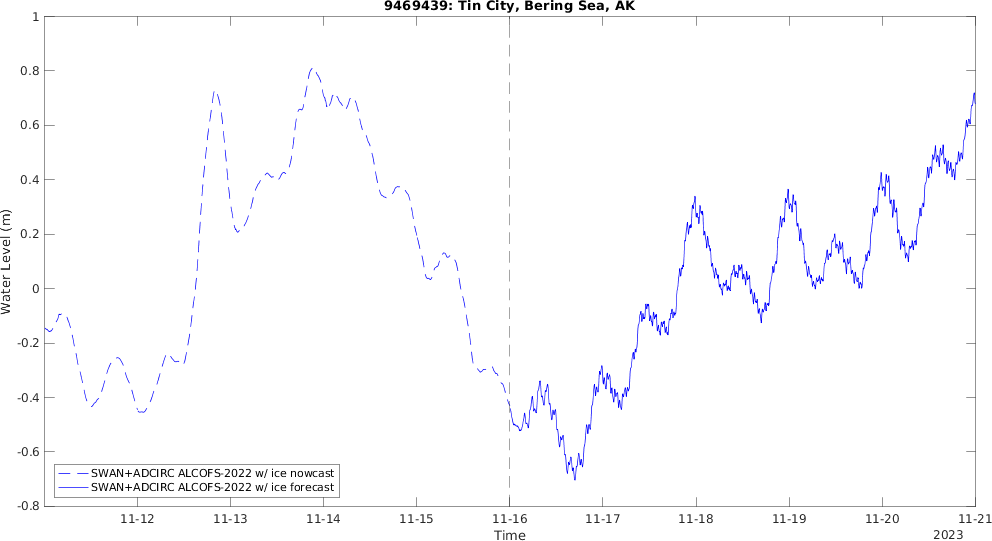 9469439: Tin City, Bering Sea, AK
1
0.8
0.6
0.4
0.2
0
-0.2
-0.4
-0.6
-0.8
Water Level (m)
SWAN+ADCIRC ALCOFS-2022 w/ ice nowcast
SWAN+ADCIRC ALCOFS-2022 w/ ice forecast
11-12 11-13 11-14 11-15 11-16 11-17 11-18 11-19 11-20 11-21
Time
2023